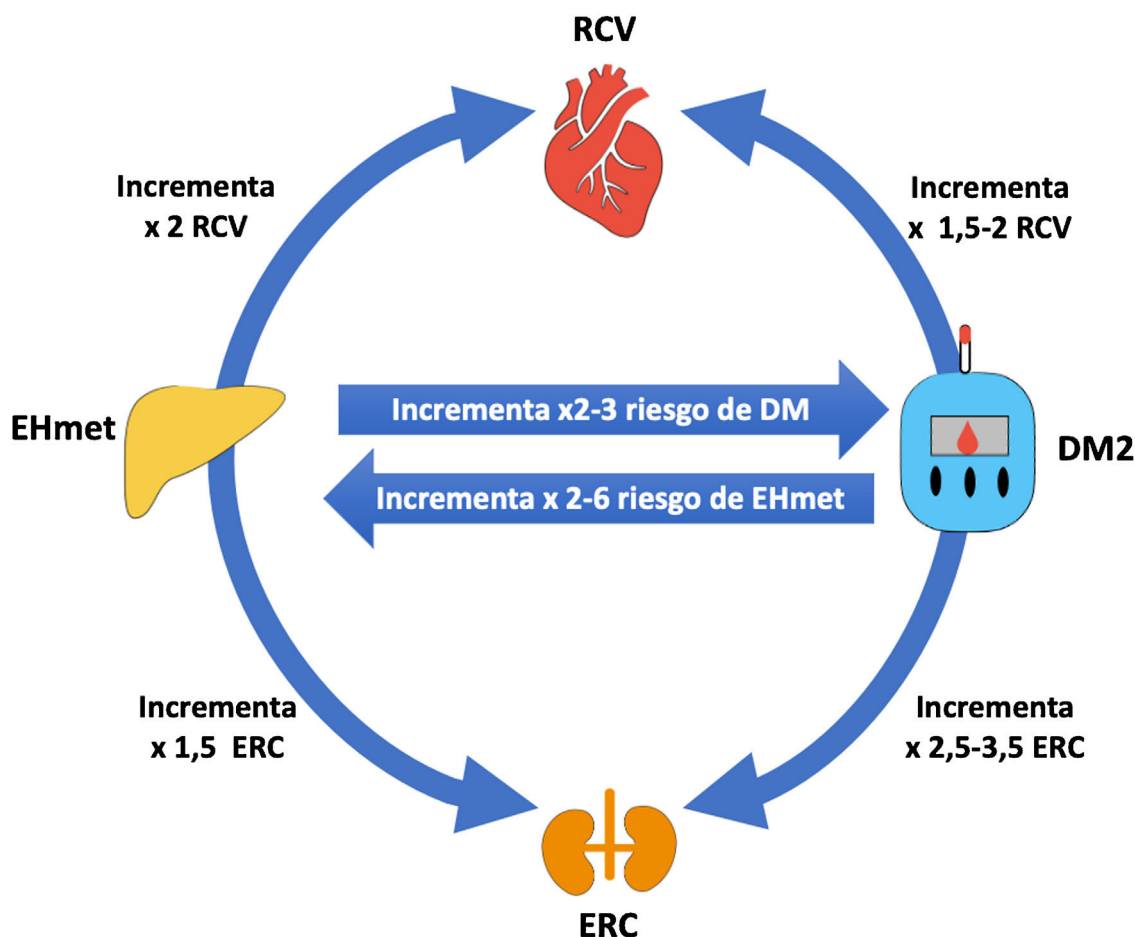 RCV
Incrementa
x 2 RCV
Incrementa
x 1,5-2 RCV
EHmet
Incrementa x2-3 riesgo de DM
Incrementa x 2-6 riesgo de EHmet
DM2
Incrementa
x 1,5 ERC
Incrementa
x 2,5-3,5 ERC
ERC